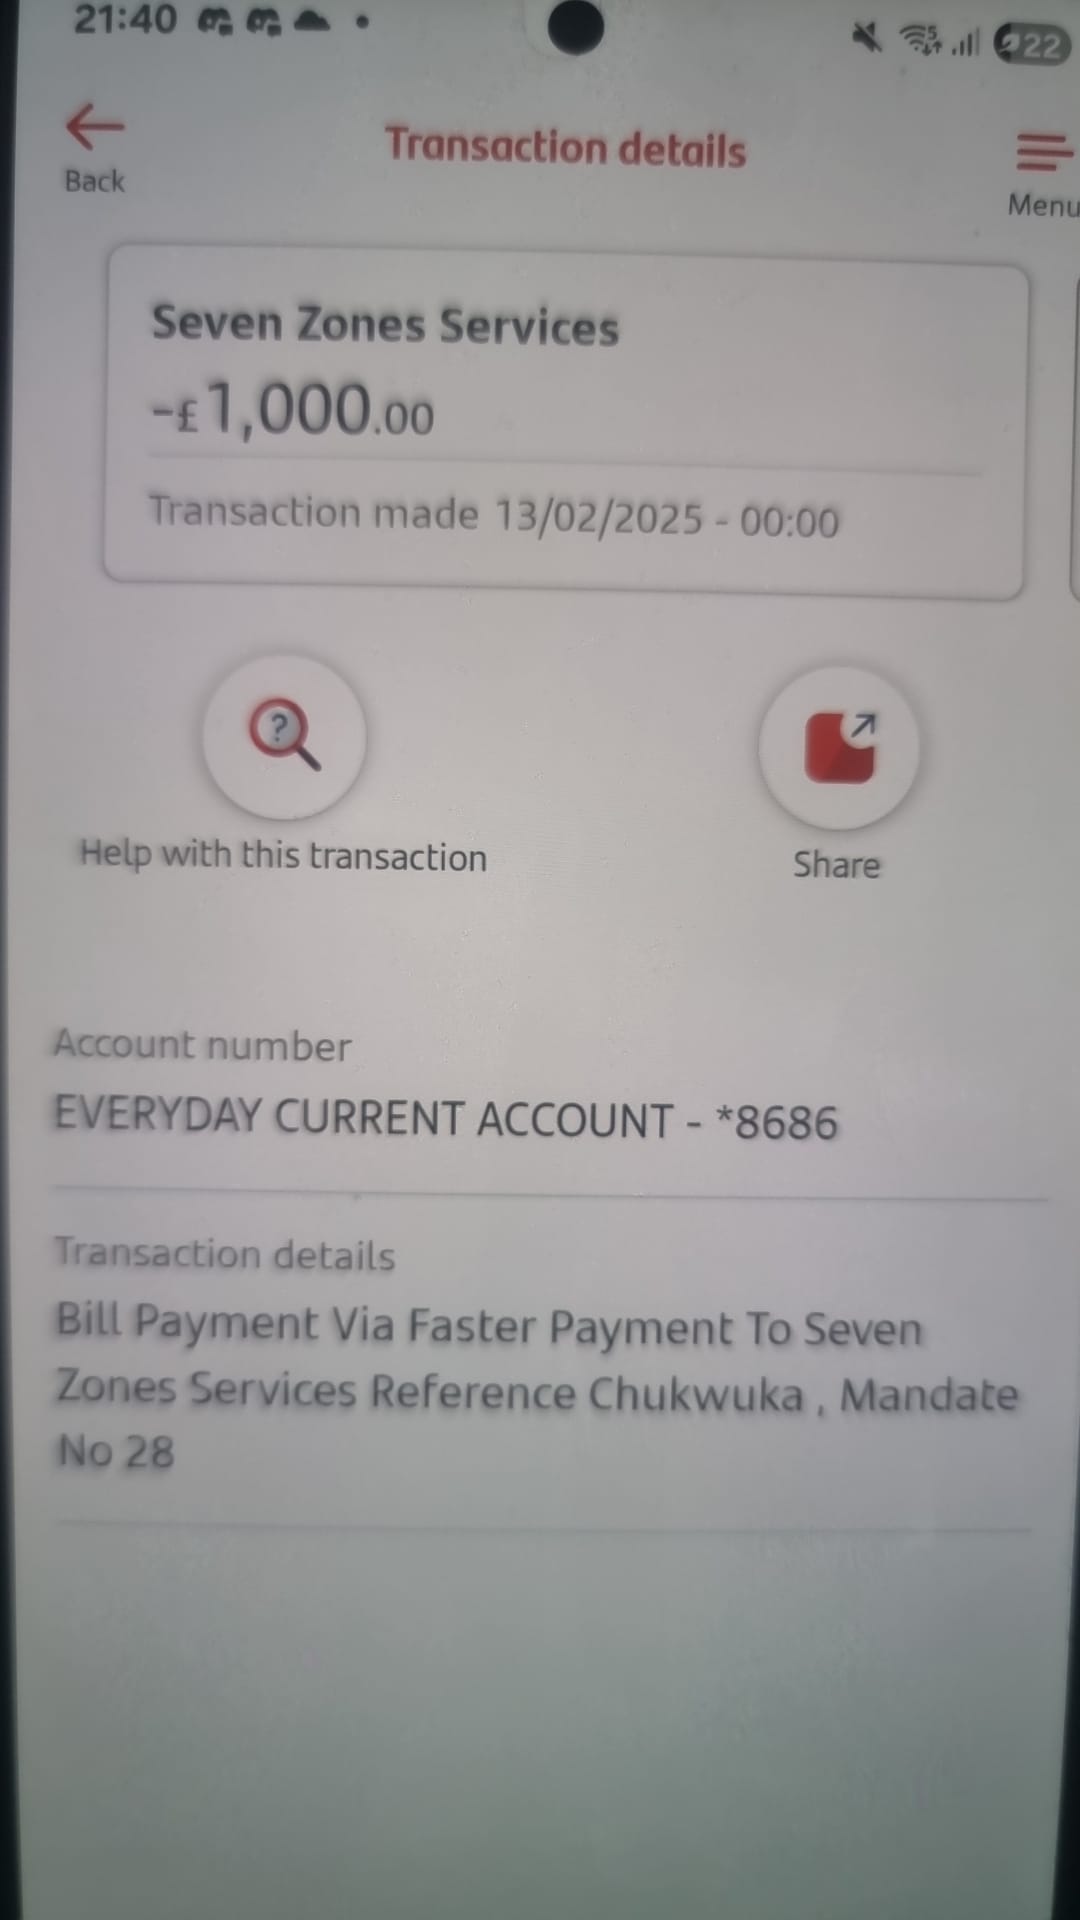 21:40
22
Back
Transaction details
Menu
Seven Zones Services
-£1,000.00
Transaction made 13/02/2025 - 00:00
?
Help with this transaction
Share
Account number
EVERYDAY CURRENT ACCOUNT - *8686
Transaction details
Bill Payment Via Faster Payment To Seven
Zones Services Reference Chukwuka , Mandate
No 28